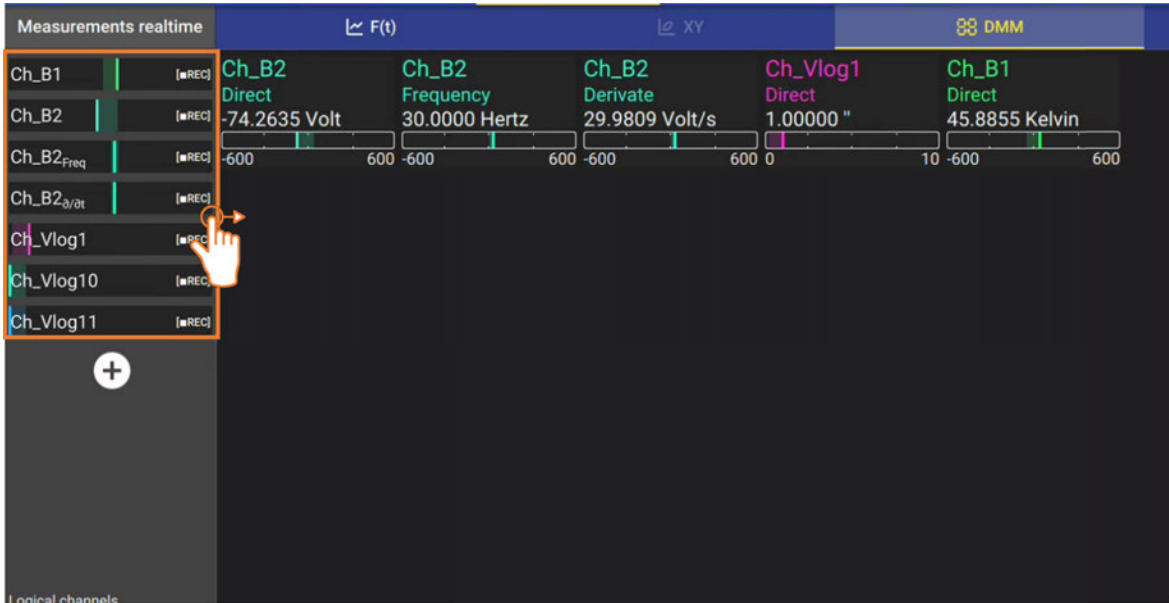 Measurements realtime
F(t)
XY
DMM
Ch_B1 [■REC]
Ch_B2 [■REC]
Ch_B2Freq [■REC]
Ch_B2∂/∂t [■REC]
Ch_Vlog1 [■REC]
Ch_Vlog10 [■REC]
Ch_Vlog11 [■REC]
Logical channels
Ch_B2
Direct
-74.2635 Volt
-600 600
Ch_B2
Frequency
30.0000 Hertz
-600 600
Ch_B2
Derivate
29.9809 Volt/s
-600 600
Ch_Vlog1
Direct
1.00000 "
0 10
Ch_B1
Direct
45.8855 Kelvin
-600 600